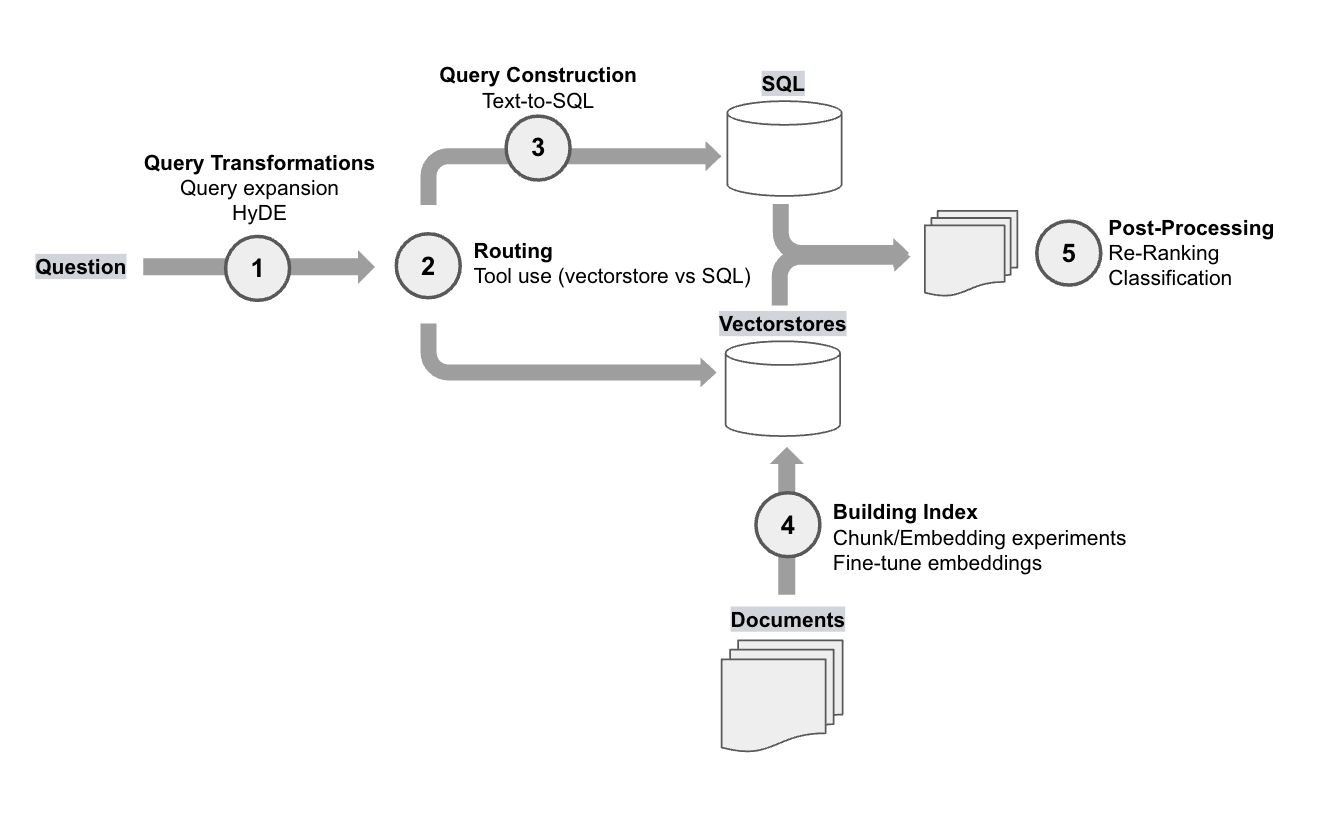 Query Construction
Text-to-SQL
3
SQL
Query Transformations
Query expansion
HyDE
Question
1
2
Routing
Tool use (vectorstore vs SQL)
5
Post-Processing
Re-Ranking
Classification
Vectorstores
4
Building Index
Chunk/Embedding experiments
Fine-tune embeddings
Documents